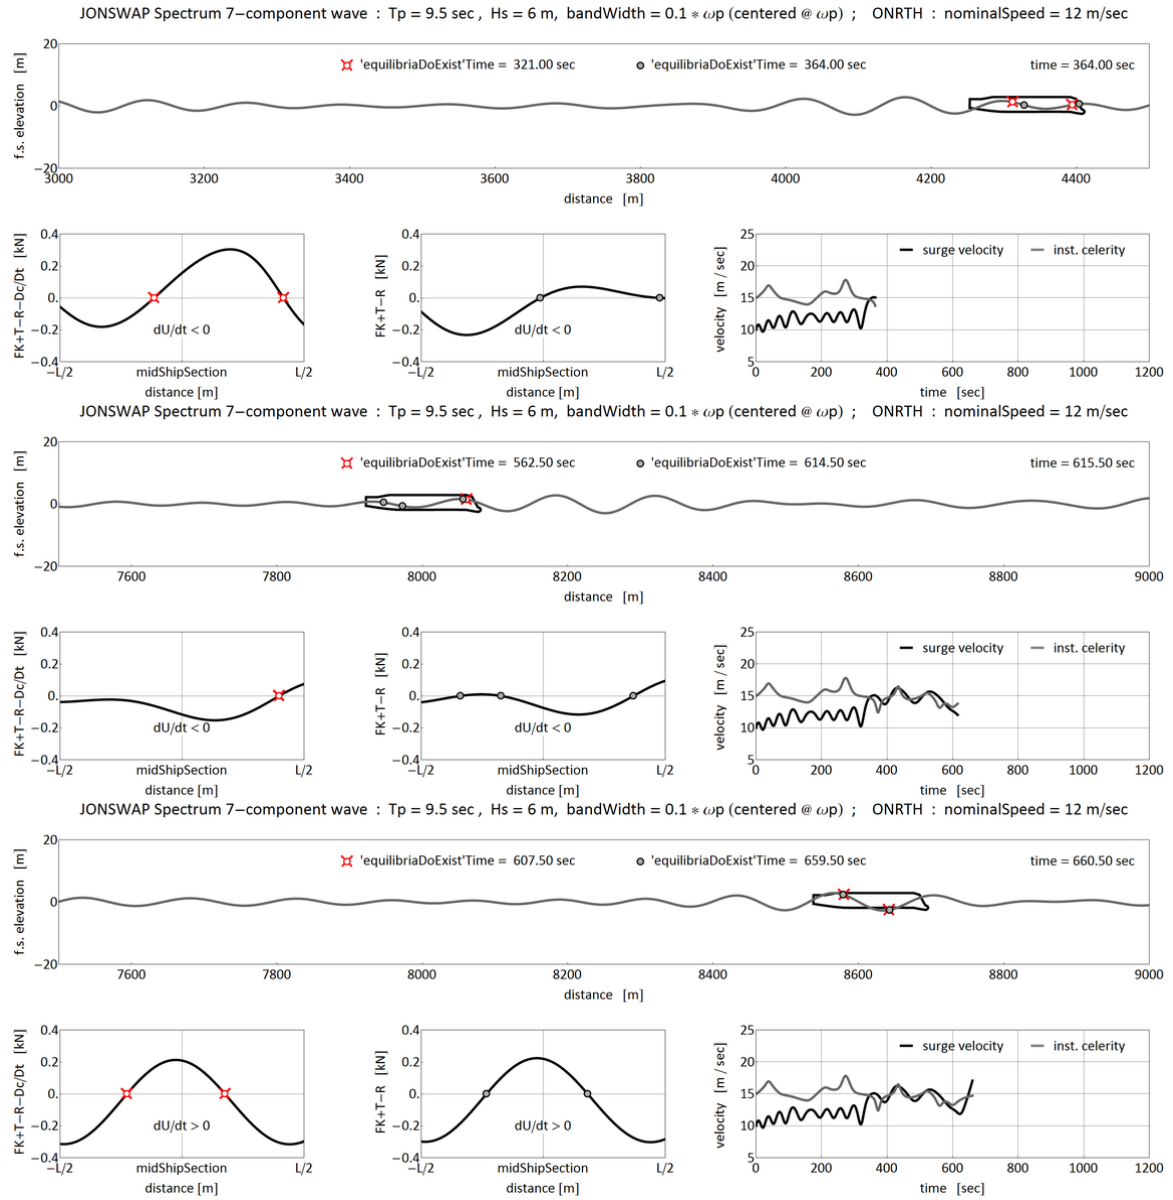 JONSWAP Spectrum 7−component wave : Tp = 9.5 sec , Hs = 6 m, bandWidth = 0.1 ∗ ωp (centered @ ωp) ; ONRTH : nominalSpeed = 12 m/sec
20
0
−20
f.s. elevation [m]
'equilibriaDoExist'Time = 321.00 sec
'equilibriaDoExist'Time = 364.00 sec
time = 364.00 sec
3000 3200 3400 3600 3800 4000 4200 4400
distance [m]
FK+T−R−Dc/Dt [kN]
0.4
0.2
0.
−0.2
−0.4
dU/dt < 0
−L/2 midShipSection L/2
distance [m]
FK+T−R [kN]
0.4
0.2
0.
−0.2
−0.4
dU/dt < 0
−L/2 midShipSection L/2
distance [m]
velocity [m / sec]
25
20
15
10
5
surge velocity inst. celerity
0 200 400 600 800 1000 1200
time [sec]
JONSWAP Spectrum 7−component wave : Tp = 9.5 sec , Hs = 6 m, bandWidth = 0.1 ∗ ωp (centered @ ωp) ; ONRTH : nominalSpeed = 12 m/sec
20
0
−20
f.s. elevation [m]
'equilibriaDoExist'Time = 562.50 sec
'equilibriaDoExist'Time = 614.50 sec
time = 615.50 sec
7600 7800 8000 8200 8400 8600 8800 9000
distance [m]
FK+T−R−Dc/Dt [kN]
0.4
0.2
0.
−0.2
−0.4
dU/dt < 0
−L/2 midShipSection L/2
distance [m]
FK+T−R [kN]
0.4
0.2
0.
−0.2
−0.4
dU/dt < 0
−L/2 midShipSection L/2
distance [m]
velocity [m / sec]
25
20
15
10
5
surge velocity inst. celerity
0 200 400 600 800 1000 1200
time [sec]
JONSWAP Spectrum 7−component wave : Tp = 9.5 sec , Hs = 6 m, bandWidth = 0.1 ∗ ωp (centered @ ωp) ; ONRTH : nominalSpeed = 12 m/sec
20
0
−20
f.s. elevation [m]
'equilibriaDoExist'Time = 607.50 sec
'equilibriaDoExist'Time = 659.50 sec
time = 660.50 sec
7600 7800 8000 8200 8400 8600 8800 9000
distance [m]
FK+T−R−Dc/Dt [kN]
0.4
0.2
0.
−0.2
−0.4
dU/dt > 0
−L/2 midShipSection L/2
distance [m]
FK+T−R [kN]
0.4
0.2
0.
−0.2
−0.4
dU/dt > 0
−L/2 midShipSection L/2
distance [m]
velocity [m / sec]
25
20
15
10
5
surge velocity inst. celerity
0 200 400 600 800 1000 1200
time [sec]